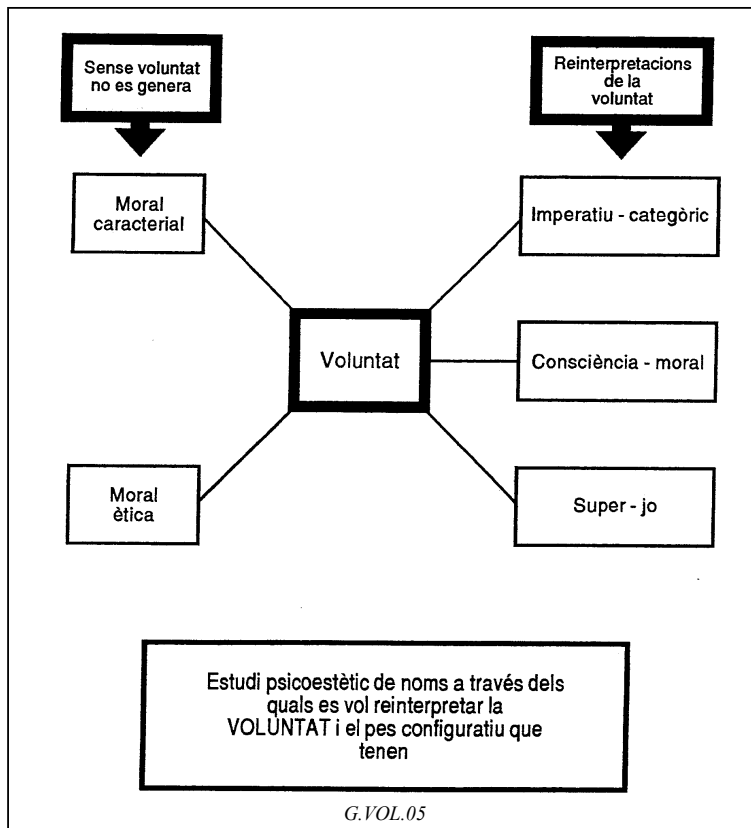 Sense voluntat
no es genera
Reinterpretacions
de la
voluntat
Moral
caracterial
Imperatiu - categòric
Voluntat
Consciència - moral
Moral
ètica
Super - jo
Estudi psicoestètic de noms a través dels
quals es vol reinterpretar la
VOLUNTAT i el pes configuratiu que
tenen
G.VOL.05